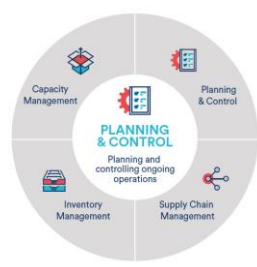 Capacity
Management
Planning
& Control
PLANNING
& CONTROL
Planning and
controlling ongoing
operations
Inventory
Management
Supply Chain
Management